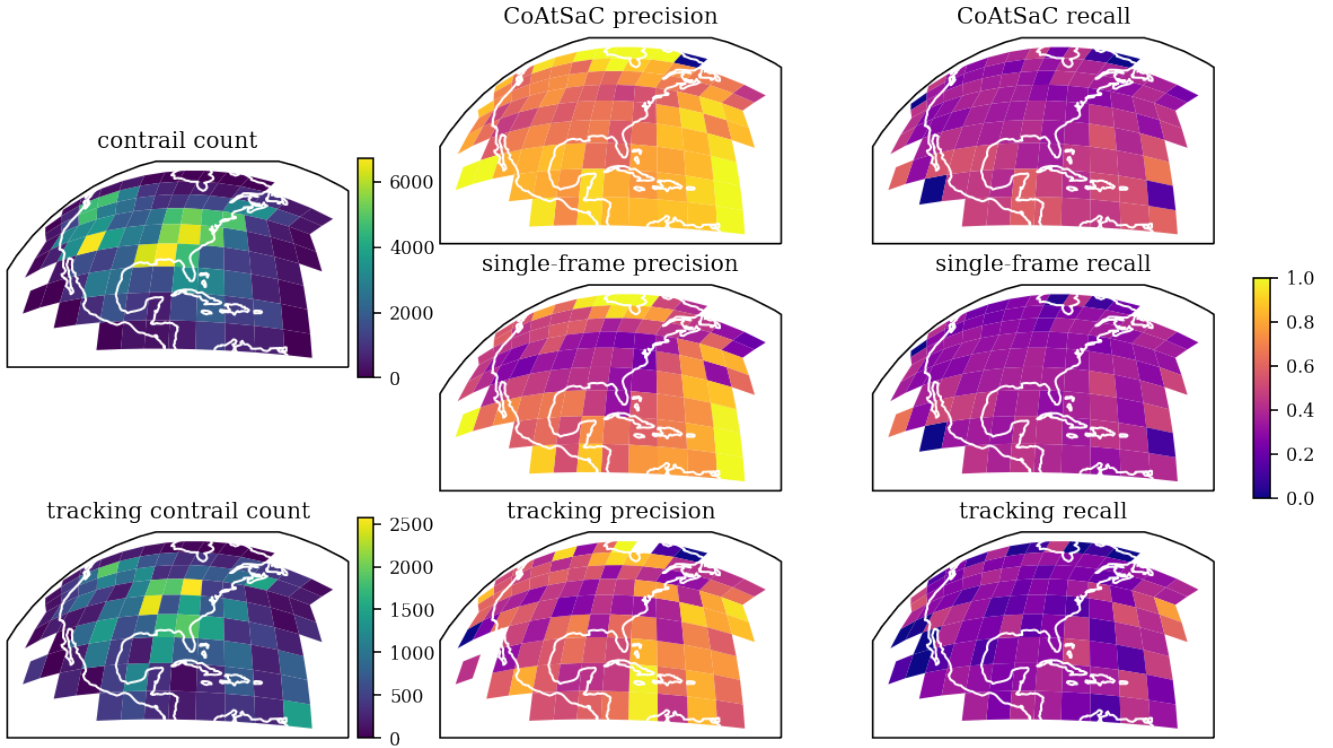 CoAtSaC precision
CoAtSaC recall
contrail count
6000
4000
2000
0
single-frame precision
single-frame recall
1.0
0.8
0.6
0.4
0.2
0.0
tracking contrail count
tracking precision
tracking recall
2500
2000
1500
1000
500
0